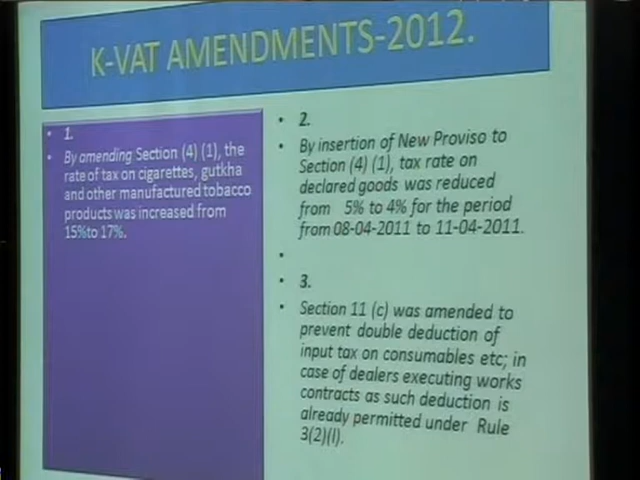 K-VAT AMENDMENTS-2012.
• 1.
• By amending Section (4) (1), the
rate of tax on cigarettes, gutkha
and other manufactured tobacco
products was increased from
15%to 17%.
• 2.
• By insertion of New Proviso to
Section (4) (1), tax rate on
declared goods was reduced
from 5% to 4% for the period
from 08-04-2011 to 11-04-2011.
•
• 3.
• Section 11 (c) was amended to
prevent double deduction of
input tax on consumables etc; in
case of dealers executing works
contracts as such deduction is
already permitted under Rule
3(2)(l).